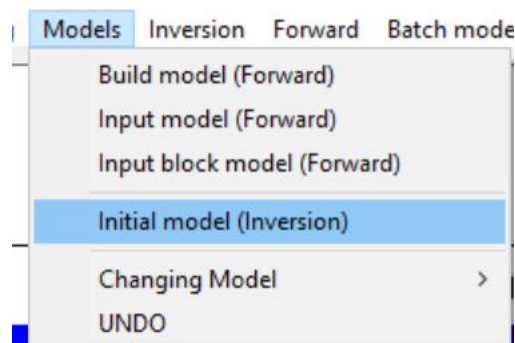 Models Inversion Forward Batch mode
Build model (Forward)
Input model (Forward)
Input block model (Forward)
Initial model (Inversion)
Changing Model >
UNDO